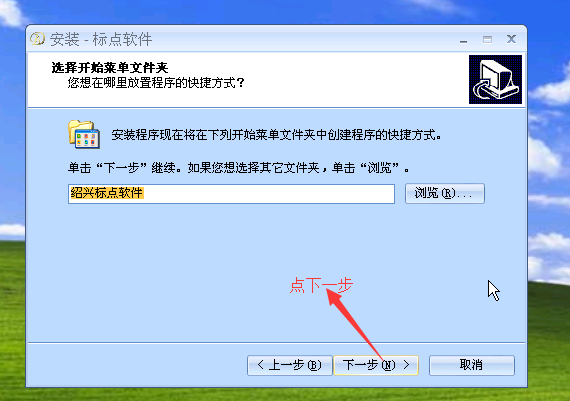 安装 - 标点软件
选择开始菜单文件夹
您想在哪里放置程序的快捷方式？
安装程序现在将在下列开始菜单文件夹中创建程序的快捷方式。
单击“下一步”继续。如果您想选择其它文件夹，单击“浏览”。
绍兴标点软件
浏览(R)...
点下一步
< 上一步(B)
下一步(N) >
取消